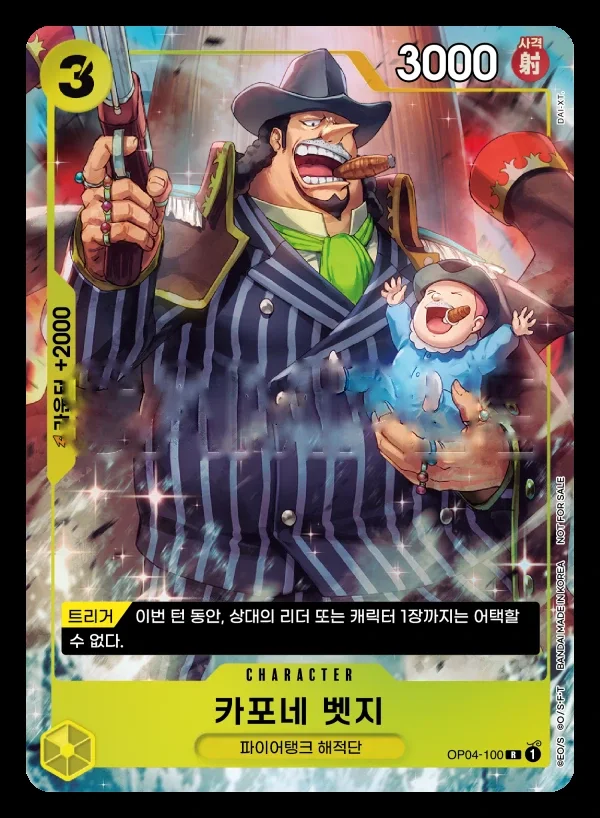 3
3000
사격
射
DAI-XT.
카운터 +2000
트리거 이번 턴 동안, 상대의 리더 또는 캐릭터 1장까지는 어택할
수 없다.
CHARACTER
카포네 벳지
파이어탱크 해적단
OP04-100 R 1
©EO/S ©O/S·F·T BANDAI MADE IN KOREA NOT FOR SALE